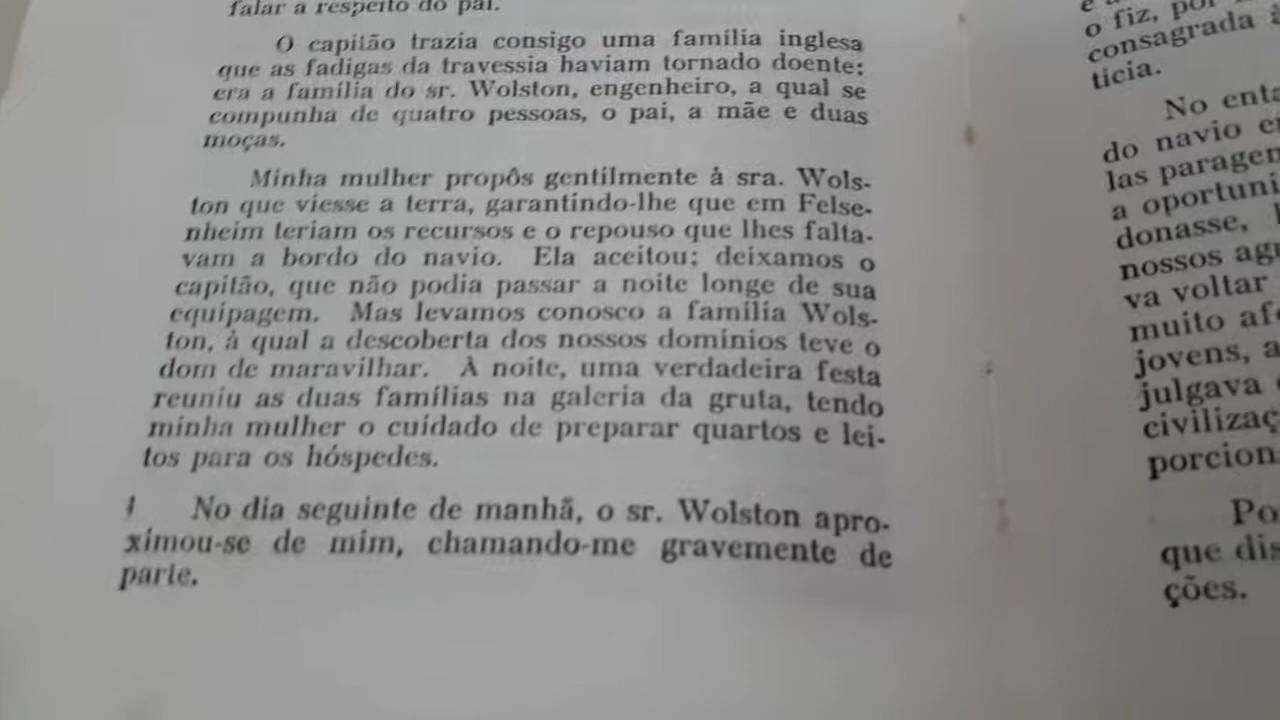 falar a respeito do pai.
O capitão trazia consigo uma família inglesa
que as fadigas da travessia haviam tornado doente;
era a família do sr. Wolston, engenheiro, a qual se
compunha de quatro pessoas, o pai, a mãe e duas
moças.
Minha mulher propôs gentilmente à sra. Wols-
ton que viesse a terra, garantindo-lhe que em Felse-
nheim teriam os recursos e o repouso que lhes falta-
vam a bordo do navio. Ela aceitou; deixamos o
capitão, que não podia passar a noite longe de sua
equipagem. Mas levamos conosco a família Wols-
ton, à qual a descoberta dos nossos domínios teve o
dom de maravilhar. À noite, uma verdadeira festa
reuniu as duas famílias na galeria da gruta, tendo
minha mulher o cuidado de preparar quartos e lei-
tos para os hóspedes.
No dia seguinte de manhã, o sr. Wolston apro-
ximou-se de mim, chamando-me gravemente de
parte.
o fiz, por
consagrada
tícia.
No enta
do navio e
las paragen
a oportuni
donasse,
nossos ag
va voltar
muito af
jovens, a
julgava
civilizaç
porcion
Po
que dis
ções.